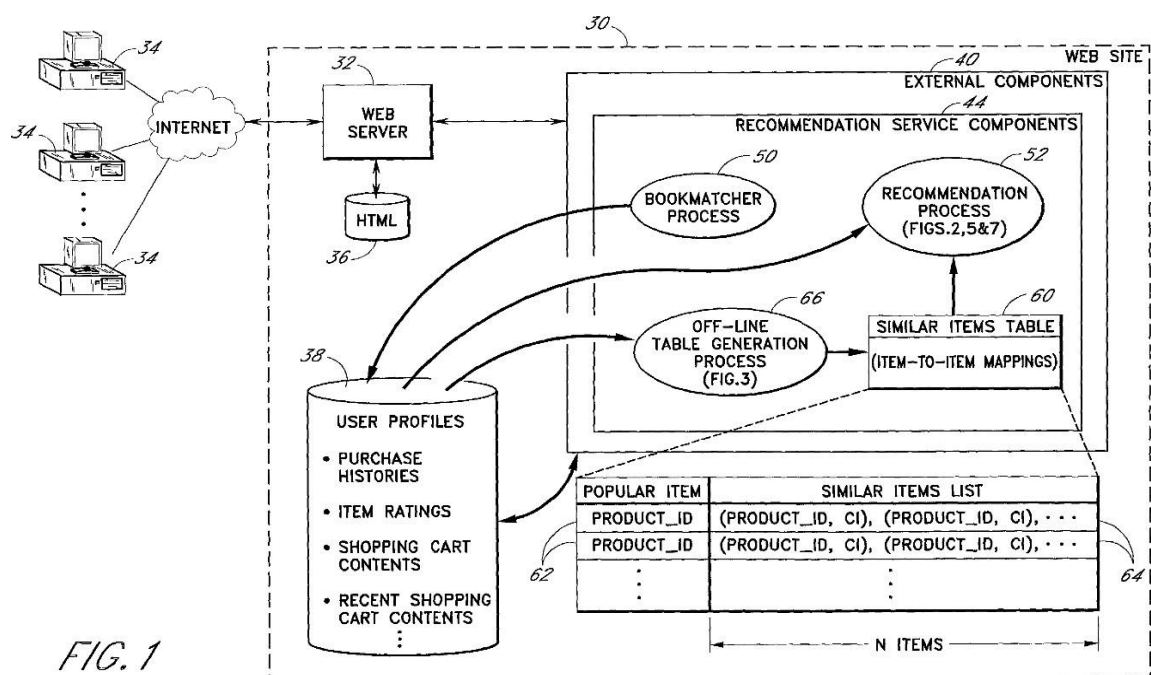 30
WEB SITE
34
34
34
INTERNET
32
WEB
SERVER
HTML
36
40
EXTERNAL COMPONENTS
44
RECOMMENDATION SERVICE COMPONENTS
50
BOOKMATCHER
PROCESS
52
RECOMMENDATION
PROCESS
(FIGS.2,5&7)
66
OFF-LINE
TABLE GENERATION
PROCESS
(FIG.3)
60
SIMILAR ITEMS TABLE
(ITEM-TO-ITEM MAPPINGS)
38
USER PROFILES
• PURCHASE
HISTORIES
• ITEM RATINGS
• SHOPPING CART
CONTENTS
• RECENT SHOPPING
CART CONTENTS
POPULAR ITEM SIMILAR ITEMS LIST
PRODUCT_ID (PRODUCT_ID, CI), (PRODUCT_ID, CI), ···
PRODUCT_ID (PRODUCT_ID, CI), (PRODUCT_ID, CI), ···
62
64
N ITEMS
FIG. 1